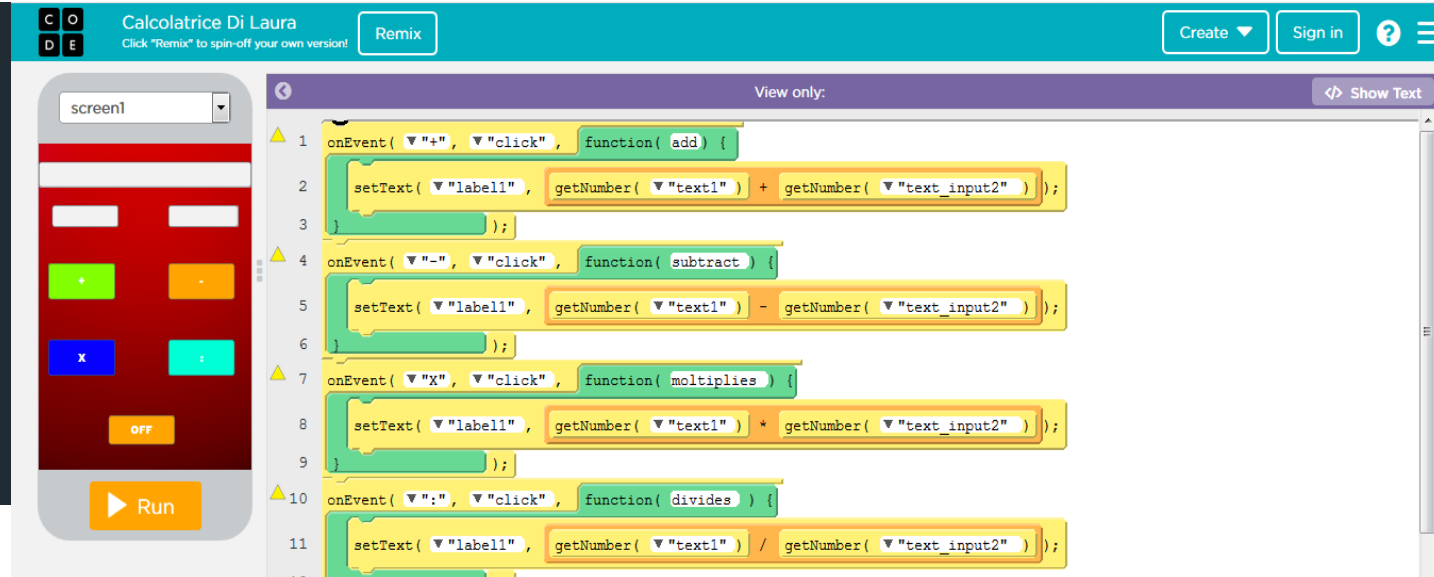 CO
DE
Calcolatrice Di Laura
Click "Remix" to spin-off your own version!
Remix
Create
Sign in
?
screen1
View only:
</> Show Text
+
-
X
:
OFF
Run
1 onEvent( ▼"+", ▼"click", function( add) {
2 setText( ▼"label1", getNumber( ▼"text1" ) + getNumber( ▼"text_input2" ) );
3 } );
4 onEvent( ▼"-", ▼"click", function( subtract ) {
5 setText( ▼"label1", getNumber( ▼"text1" ) - getNumber( ▼"text_input2" ) );
6 } );
7 onEvent( ▼"X", ▼"click", function( moltiplies ) {
8 setText( ▼"label1", getNumber( ▼"text1" ) * getNumber( ▼"text_input2" ) );
9 } );
10 onEvent( ▼":", ▼"click", function( divides ) {
11 setText( ▼"label1", getNumber( ▼"text1" ) / getNumber( ▼"text_input2" ) );